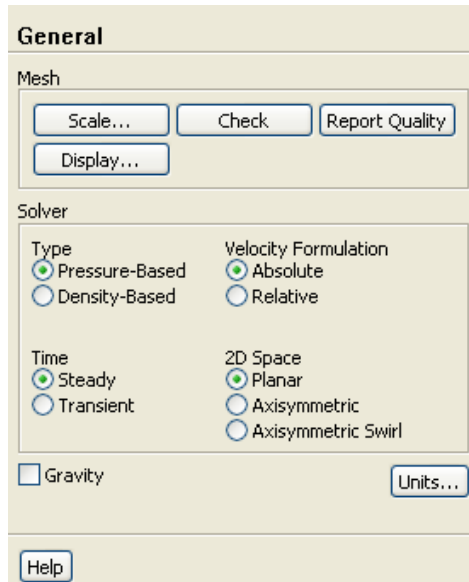 General
Mesh
Scale... Check Report Quality
Display...
Solver
Type Velocity Formulation
Pressure-Based Absolute
Density-Based Relative
Time 2D Space
Steady Planar
Transient Axisymmetric
Axisymmetric Swirl
Gravity Units...
Help